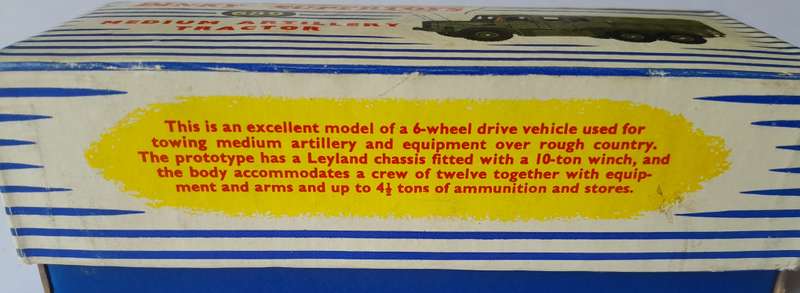 DINKY SUPERTOYS
MEDIUM ARTILLERY
TRACTOR
This is an excellent model of a 6-wheel drive vehicle used for
towing medium artillery and equipment over rough country.
The prototype has a Leyland chassis fitted with a 10-ton winch, and
the body accommodates a crew of twelve together with equip-
ment and arms and up to 4½ tons of ammunition and stores.